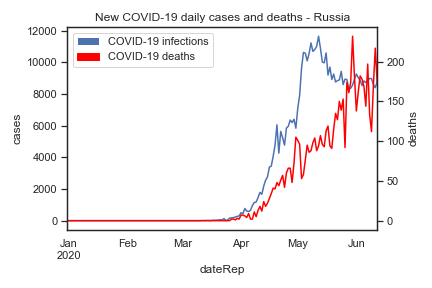 New COVID-19 daily cases and deaths - Russia
COVID-19 infections
COVID-19 deaths
12000
10000
8000
6000
4000
2000
0
cases
200
150
100
50
0
deaths
Jan Feb Mar Apr May Jun
2020
dateRep